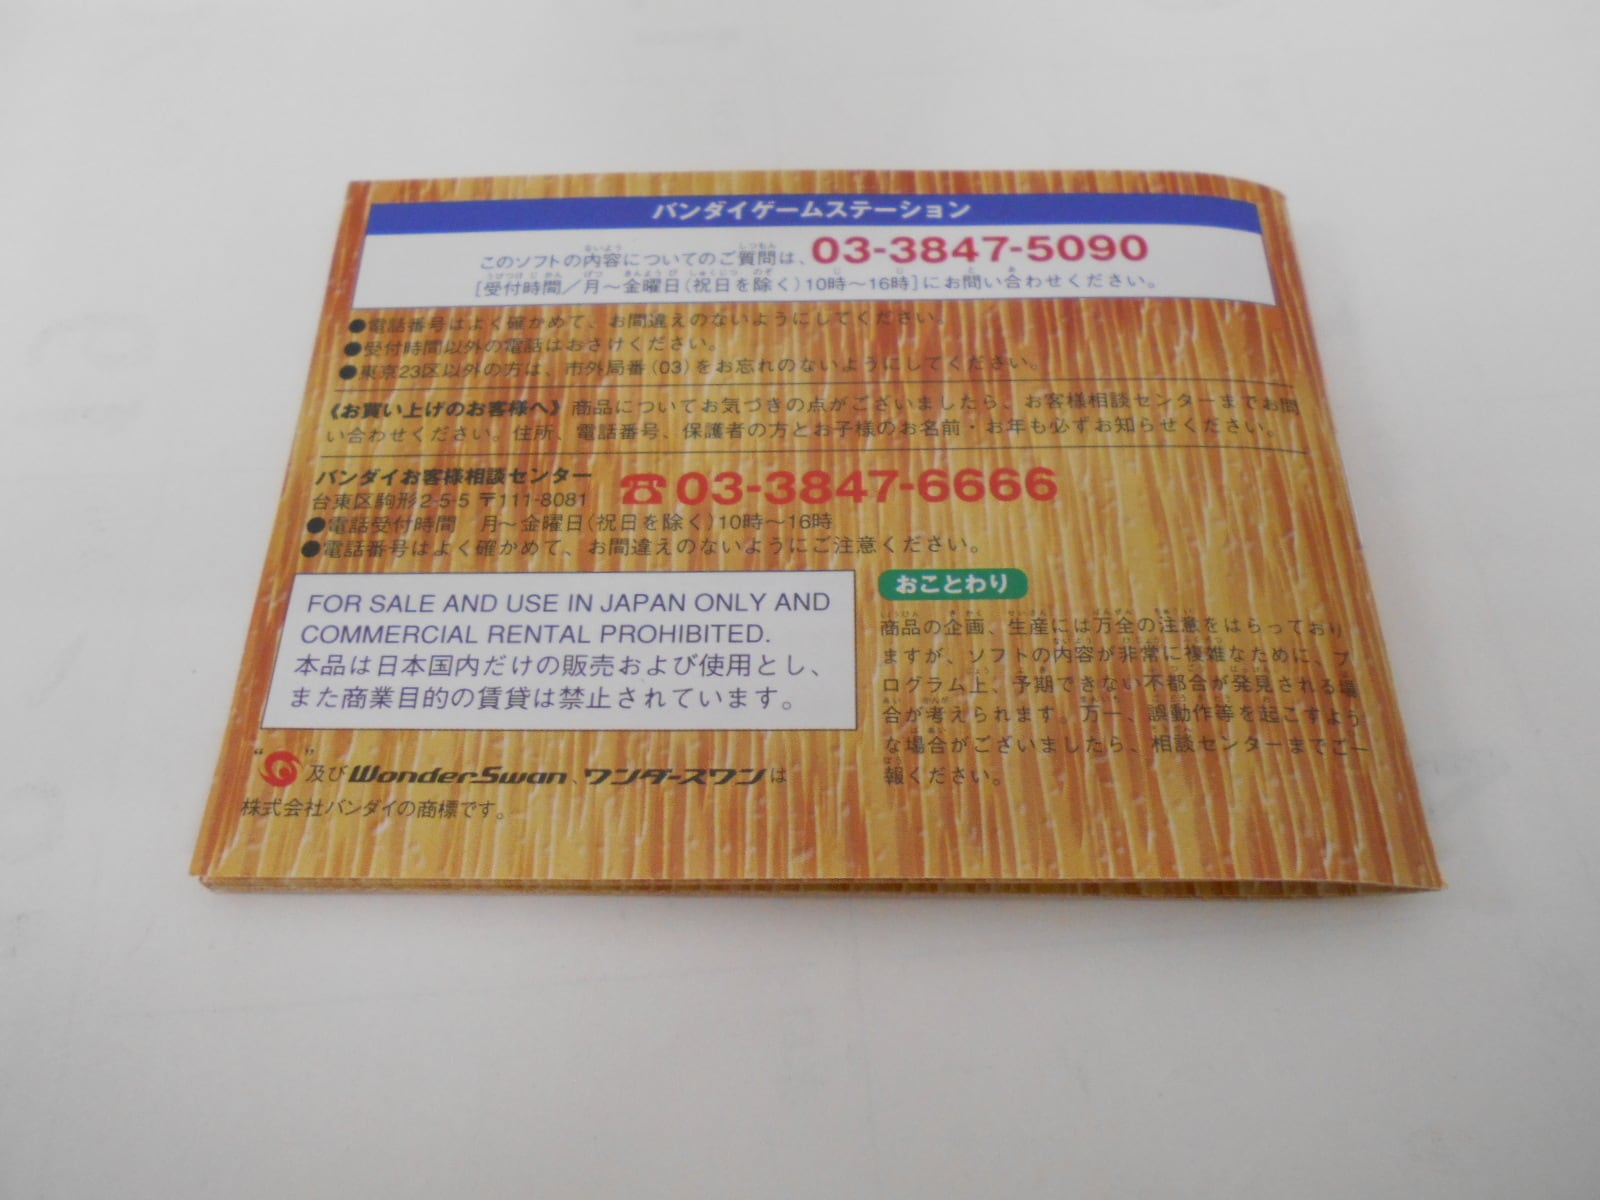 バンダイゲームステーション
このソフトの内容についてのご質問は、03-3847-5090
[受付時間/月〜金曜日(祝日を除く)10時〜16時]にお問い合わせください。
●電話番号はよく確かめて、お間違えのないようにしてください。
●受付時間以外の電話はおさけください。
●東京23区以外の方は、市外局番(03)をお忘れのないようにしてください。
《お買い上げのお客様へ》商品についてお気づきの点がございましたら、お客様相談センターまでお問
い合わせください。住所、電話番号、保護者の方とお子様のお名前・お年も必ずお知らせください。
バンダイお客様相談センター
台東区駒形2-5-5 〒111-8081
☎03-3847-6666
●電話受付時間 月〜金曜日(祝日を除く)10時〜16時
●電話番号はよく確かめて、お間違えのないようにご注意ください。
FOR SALE AND USE IN JAPAN ONLY AND
COMMERCIAL RENTAL PROHIBITED.
本品は日本国内だけの販売および使用とし、
また商業目的の賃貸は禁止されています。
“ ”及びWonderSwan、ワンダースワンは
株式会社バンダイの商標です。
おことわり
商品の企画、生産には万全の注意をはらっており
ますが、ソフトの内容が非常に複雑なために、プ
ログラム上、予期できない不都合が発見される場
合が考えられます。万一、誤動作等を起こすよう
な場合がございましたら、相談センターまでご一
報ください。